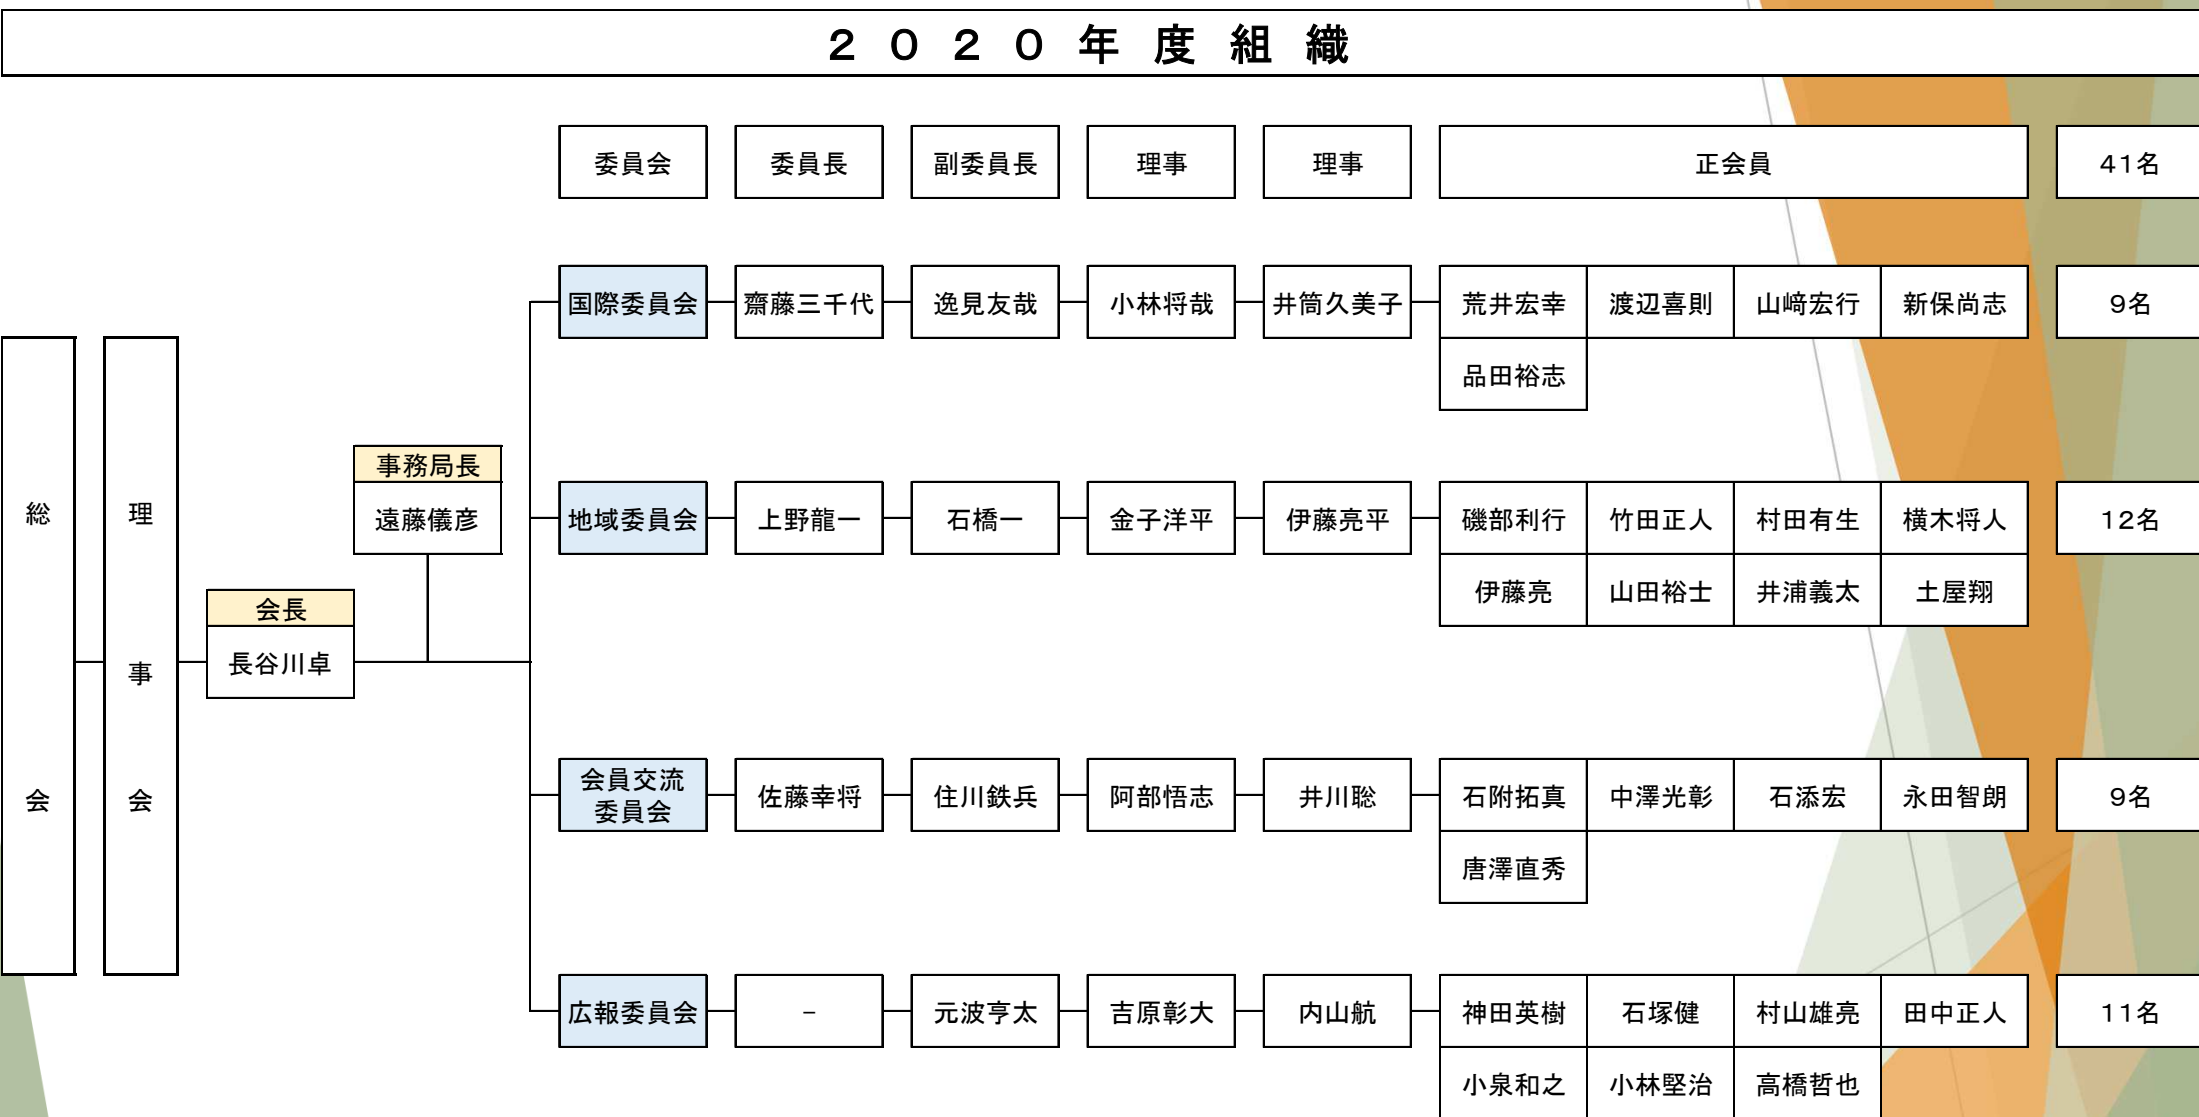 ２０２０年度組織
委員会 委員長 副委員長 理事 理事 正会員 41名
国際委員会 齋藤三千代 逸見友哉 小林将哉 井筒久美子 荒井宏幸 渡辺喜則 山﨑宏行 新保尚志 9名
品田裕志
事務局長
遠藤儀彦
地域委員会 上野龍一 石橋一 金子洋平 伊藤亮平 磯部利行 竹田正人 村田有生 横木将人 12名
伊藤亮 山田裕士 井浦義太 土屋翔
総会
理事会
会長
長谷川卓
会員交流
委員会
佐藤幸将 住川鉄兵 阿部悟志 井川聡 石附拓真 中澤光彰 石添宏 永田智朗 9名
唐澤直秀
広報委員会 － 元波亨太 吉原彰大 内山航 神田英樹 石塚健 村山雄亮 田中正人 11名
小泉和之 小林堅治 高橋哲也